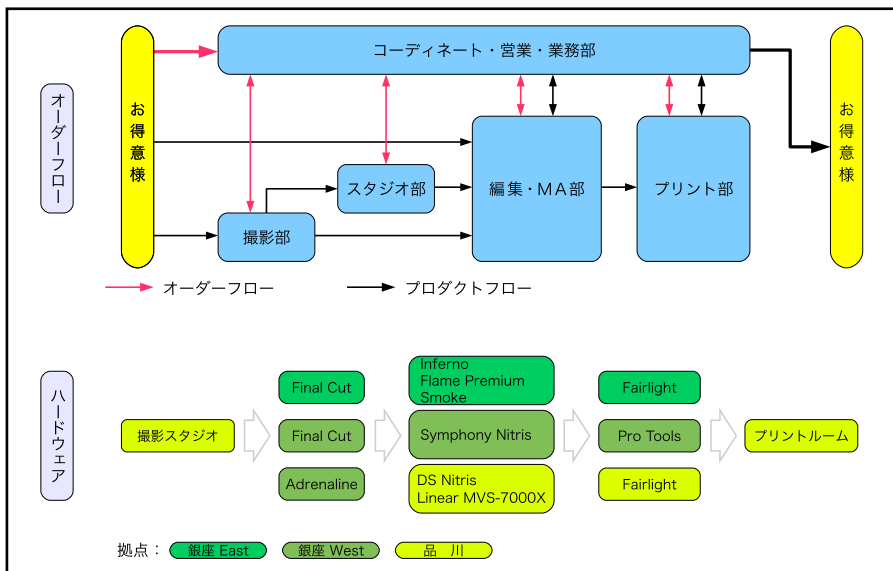 オーダーフロー
お得意様
コーディネート・営業・業務部
撮影部
スタジオ部
編集・MA部
プリント部
お得意様
オーダーフロー
プロダクトフロー
ハードウェア
撮影スタジオ
Final Cut
Final Cut
Adrenaline
Inferno
Flame Premium
Smoke
Symphony Nitris
DS Nitris
Linear MVS-7000X
Fairlight
Pro Tools
Fairlight
プリントルーム
拠点：
銀座 East
銀座 West
品　川